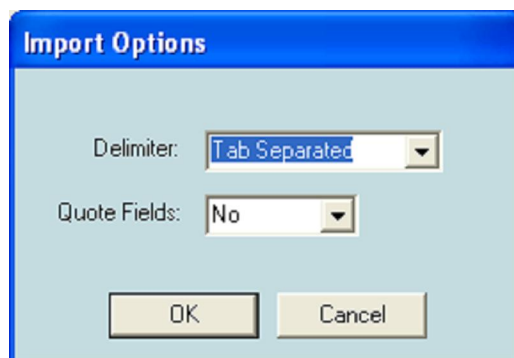 Import Options
Delimiter: Tab Separated
Quote Fields: No
OK Cancel